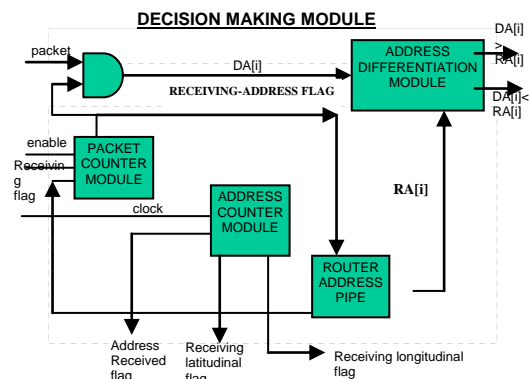 DECISION MAKING MODULE
packet
DA[i]
RECEIVING-ADDRESS FLAG
ADDRESS
DIFFERENTIATION
MODULE
DA[i]
>
RA[i]
DA[i]<
RA[i]
enable
Receivin
g
flag
PACKET
COUNTER
MODULE
clock
ADDRESS
COUNTER
MODULE
RA[i]
ROUTER
ADDRESS
PIPE
Address
Received
flag
Receiving
latitudinal
flag
Receiving longitudinal
flag